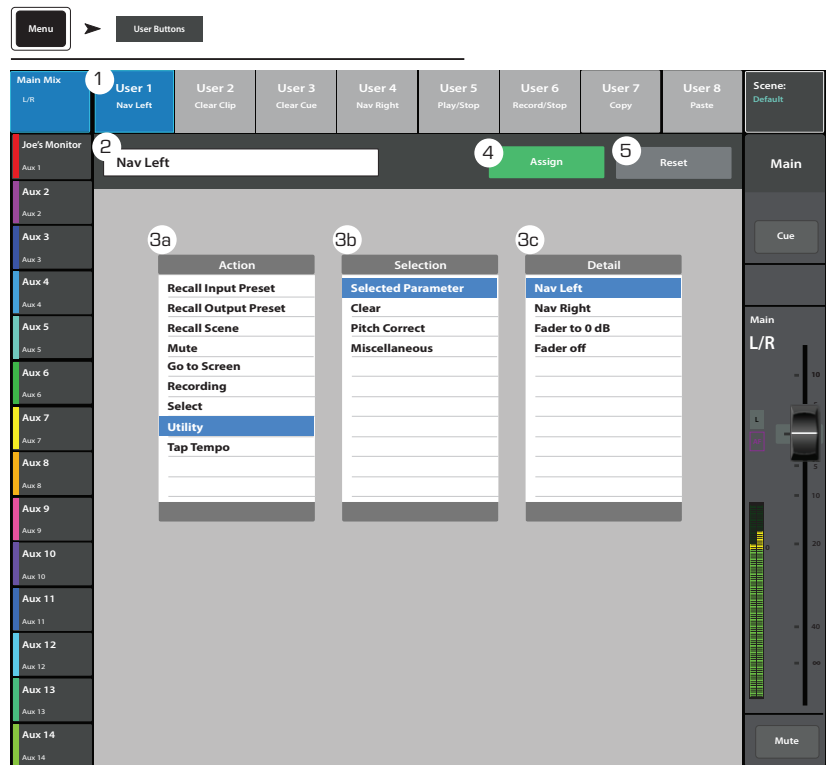 Menu
User Buttons
Main Mix
L/R
1
User 1
Nav Left
User 2
Clear Clip
User 3
Clear Cue
User 4
Nav Right
User 5
Play/Stop
User 6
Record/Stop
User 7
Copy
User 8
Paste
Scene:
Default
Joe's Monitor
Aux 1
2
Nav Left
4
Assign
5
Reset
Main
Aux 2
Aux 2
Aux 3
Aux 3
Cue
3a
3b
3c
Action
Recall Input Preset
Recall Output Preset
Recall Scene
Mute
Go to Screen
Recording
Select
Utility
Tap Tempo
Selection
Selected Parameter
Clear
Pitch Correct
Miscellaneous
Detail
Nav Left
Nav Right
Fader to 0 dB
Fader off
Aux 4
Aux 4
Aux 5
Aux 5
Aux 6
Aux 6
Aux 7
Aux 7
Aux 8
Aux 8
Aux 9
Aux 9
Aux 10
Aux 10
Aux 11
Aux 11
Aux 12
Aux 12
Aux 13
Aux 13
Aux 14
Aux 14
Main
L/R
10
L
5
10
20
40
∞
Mute